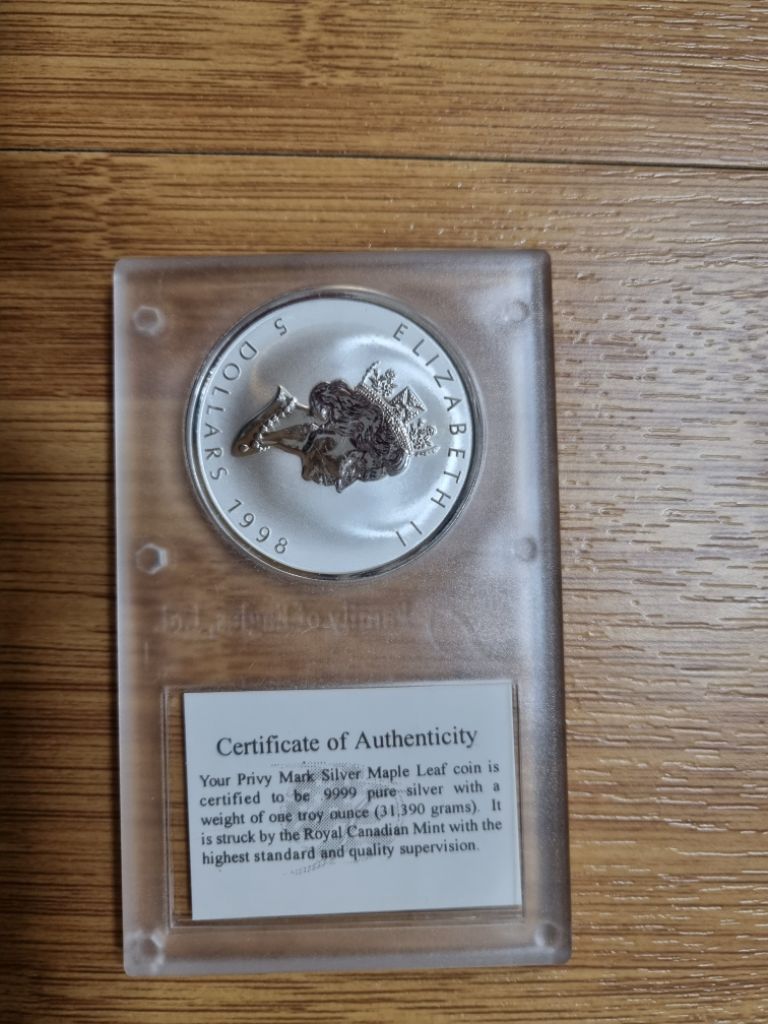 ELIZABETH II
5 DOLLARS 1998
Certificate of Authenticity
Your Privy Mark Silver Maple Leaf coin is
certified to be 9999 pure silver with a
weight of one troy ounce (31,390 grams). It
is struck by the Royal Canadian Mint with the
highest standard and quality supervision.